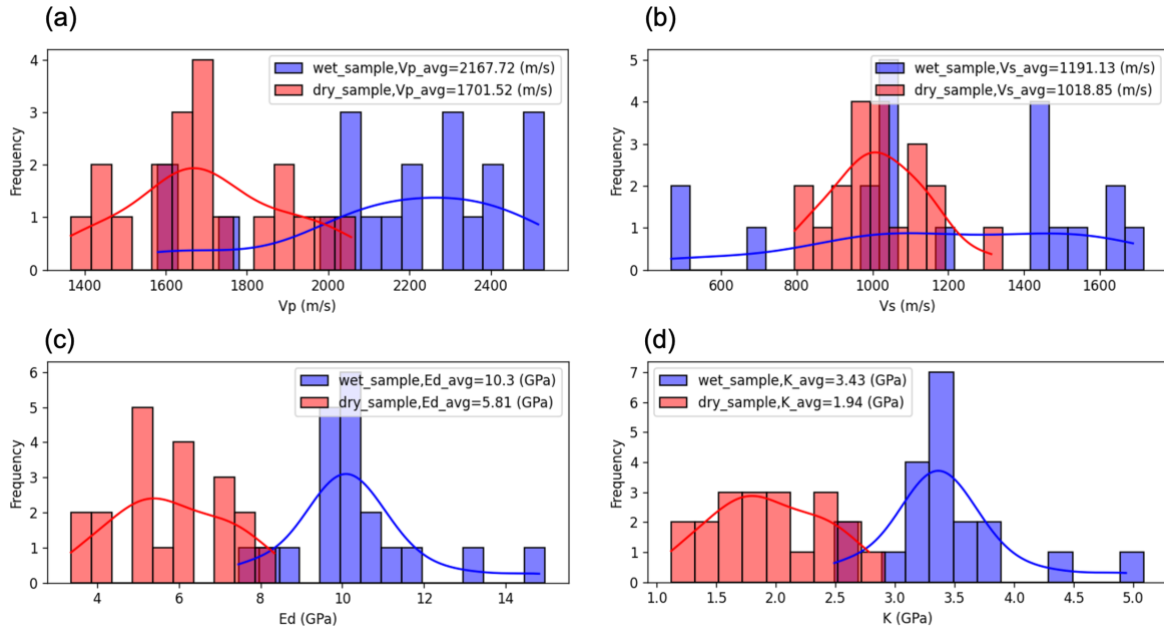 (a)
wet_sample,Vp_avg=2167.72 (m/s)
dry_sample,Vp_avg=1701.52 (m/s)
Frequency
4
3
2
1
0
1400 1600 1800 2000 2200 2400
Vp (m/s)
(b)
wet_sample,Vs_avg=1191.13 (m/s)
dry_sample,Vs_avg=1018.85 (m/s)
Frequency
5
4
3
2
1
0
600 800 1000 1200 1400 1600
Vs (m/s)
(c)
wet_sample,Ed_avg=10.3 (GPa)
dry_sample,Ed_avg=5.81 (GPa)
Frequency
6
5
4
3
2
1
0
4 6 8 10 12 14
Ed (GPa)
(d)
wet_sample,K_avg=3.43 (GPa)
dry_sample,K_avg=1.94 (GPa)
Frequency
7
6
5
4
3
2
1
0
1.0 1.5 2.0 2.5 3.0 3.5 4.0 4.5 5.0
K (GPa)